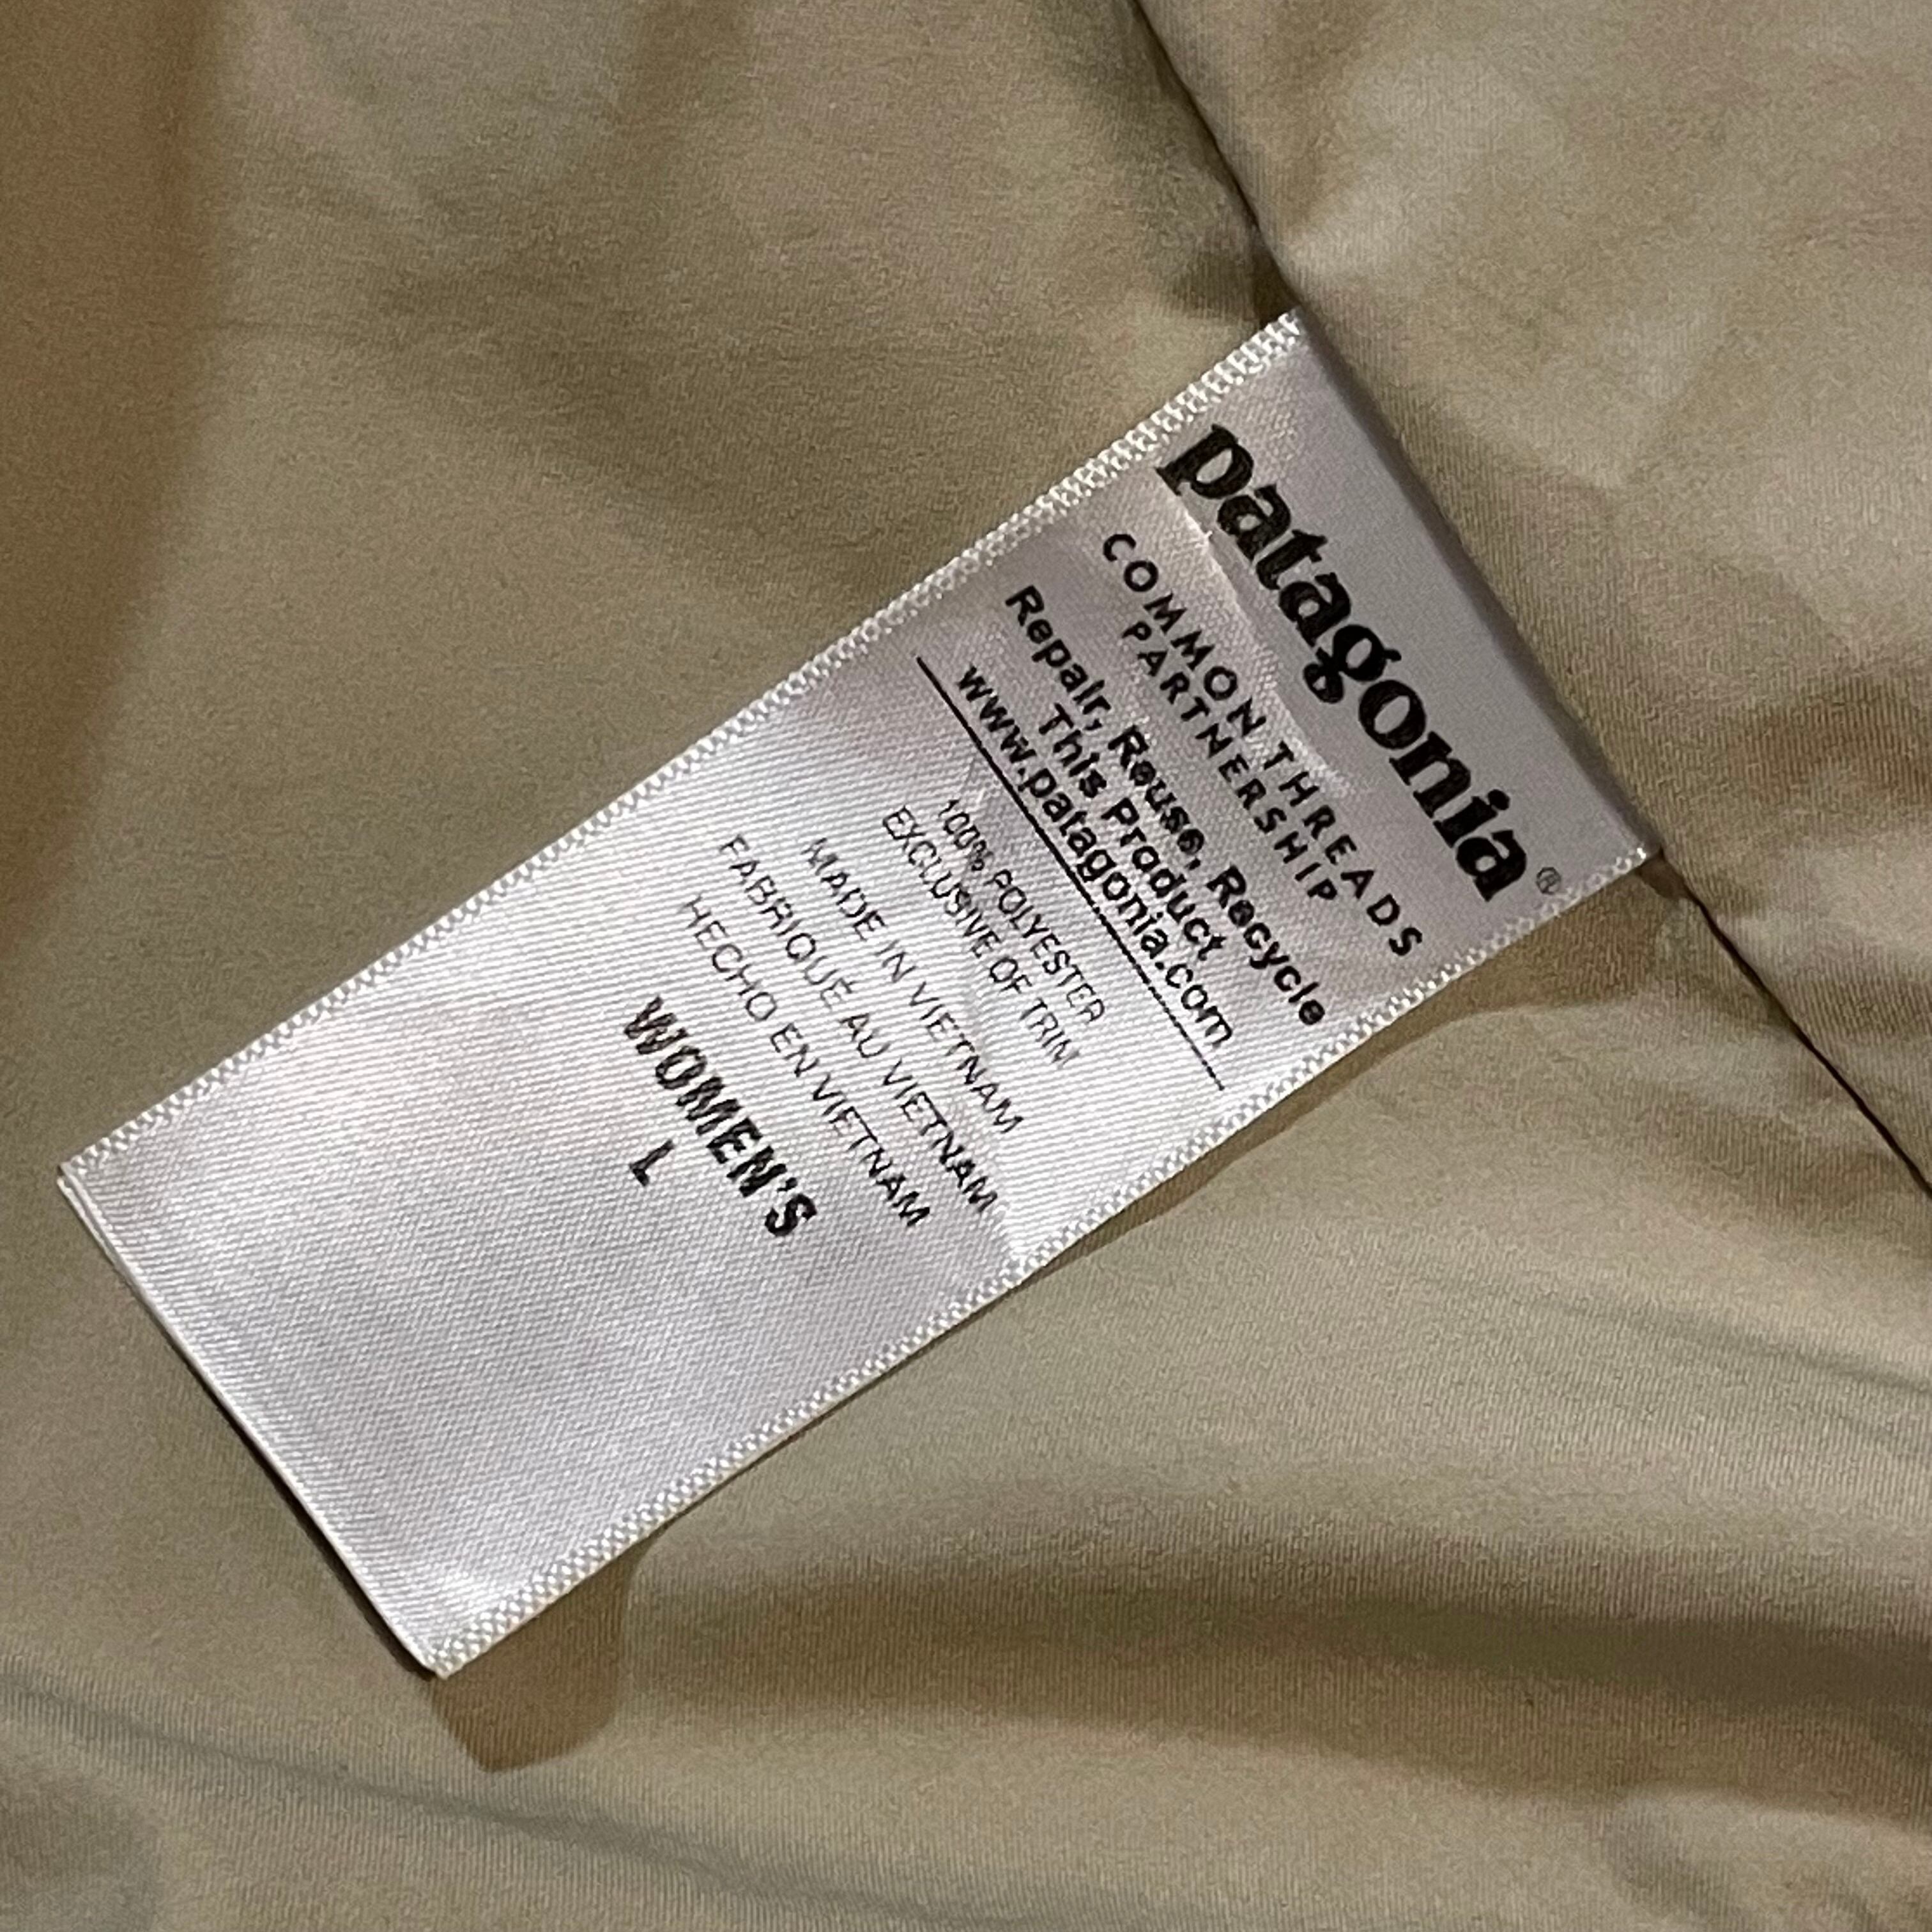 patagonia®
COMMON THREADS
PARTNERSHIP
Repair, Reuse, Recycle
This Product
www.patagonia.com
100% POLYESTER
EXCLUSIVE OF TRIM
MADE IN VIETNAM
FABRIQUÉ AU VIETNAM
HECHO EN VIETNAM
WOMEN'S
L